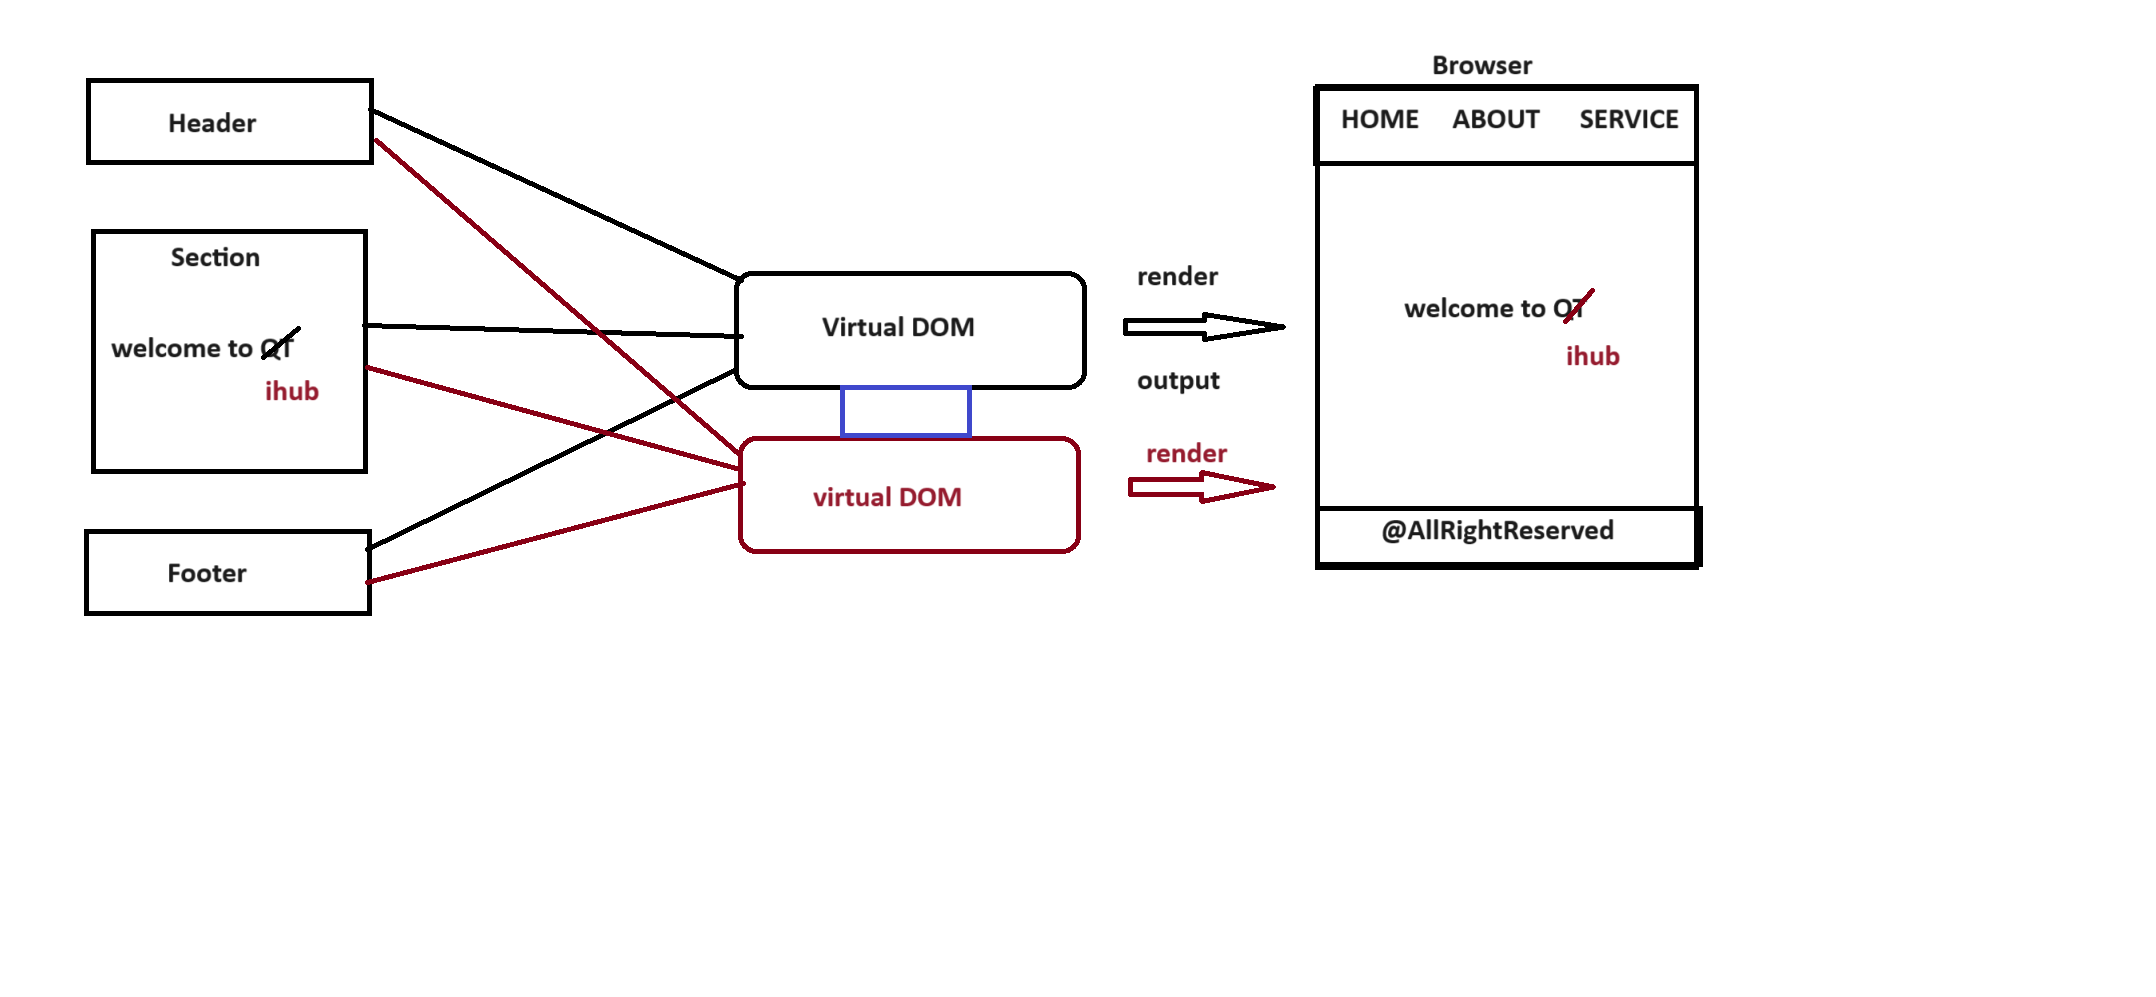 Header
Section
welcome to QT
ihub
Footer
Virtual DOM
virtual DOM
render
output
render
Browser
HOME ABOUT SERVICE
welcome to QT
ihub
@AllRightReserved